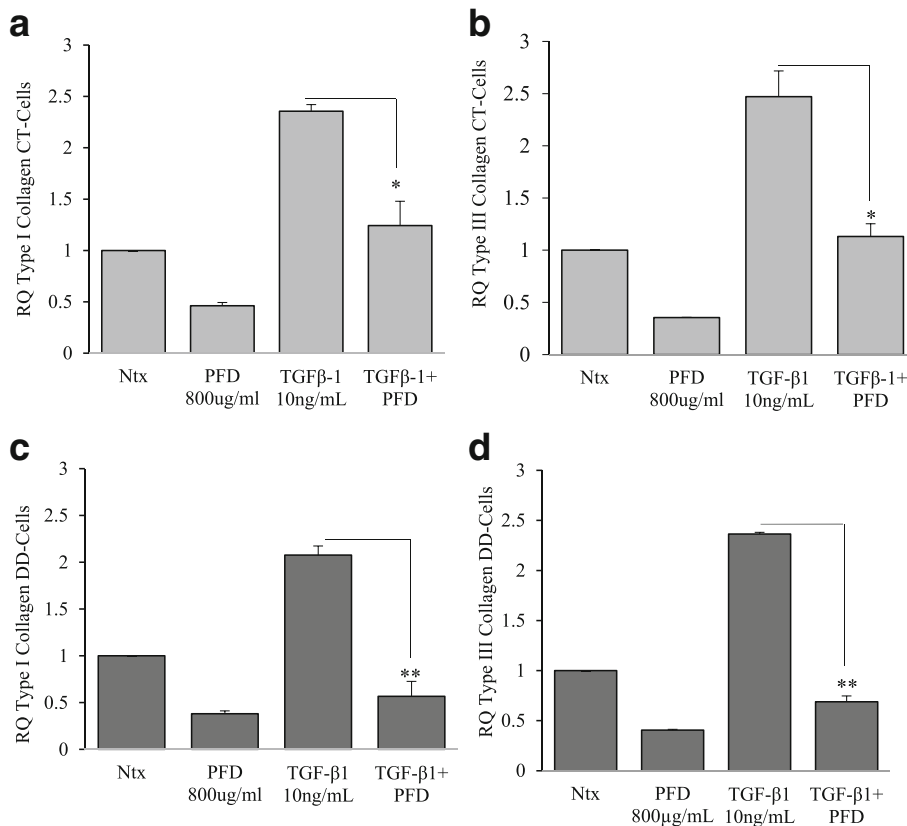 a
RQ Type I Collagen CT-Cells
3
2.5
2
1.5
1
0.5
0
*
Ntx
PFD
800ug/ml
TGFβ-1
10ng/mL
TGFβ-1+
PFD
b
RQ Type III Collagen CT-Cells
3
2.5
2
1.5
1
0.5
0
*
Ntx
PFD
800ug/ml
TGF-β1
10ng/mL
TGFβ-1+
PFD
c
RQ Type I Collagen DD-Cells
3
2.5
2
1.5
1
0.5
0
**
Ntx
PFD
800ug/ml
TGF-β1
10ng/mL
TGF-β1+
PFD
d
RQ Type III Collagen DD-Cells
3
2.5
2
1.5
1
0.5
0
**
Ntx
PFD
800µg/mL
TGF-β1
10ng/mL
TGF-β1+
PFD